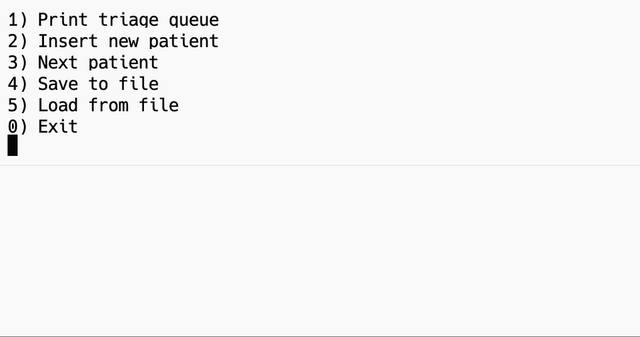 1) Print triage queue
2) Insert new patient
3) Next patient
4) Save to file
5) Load from file
0) Exit